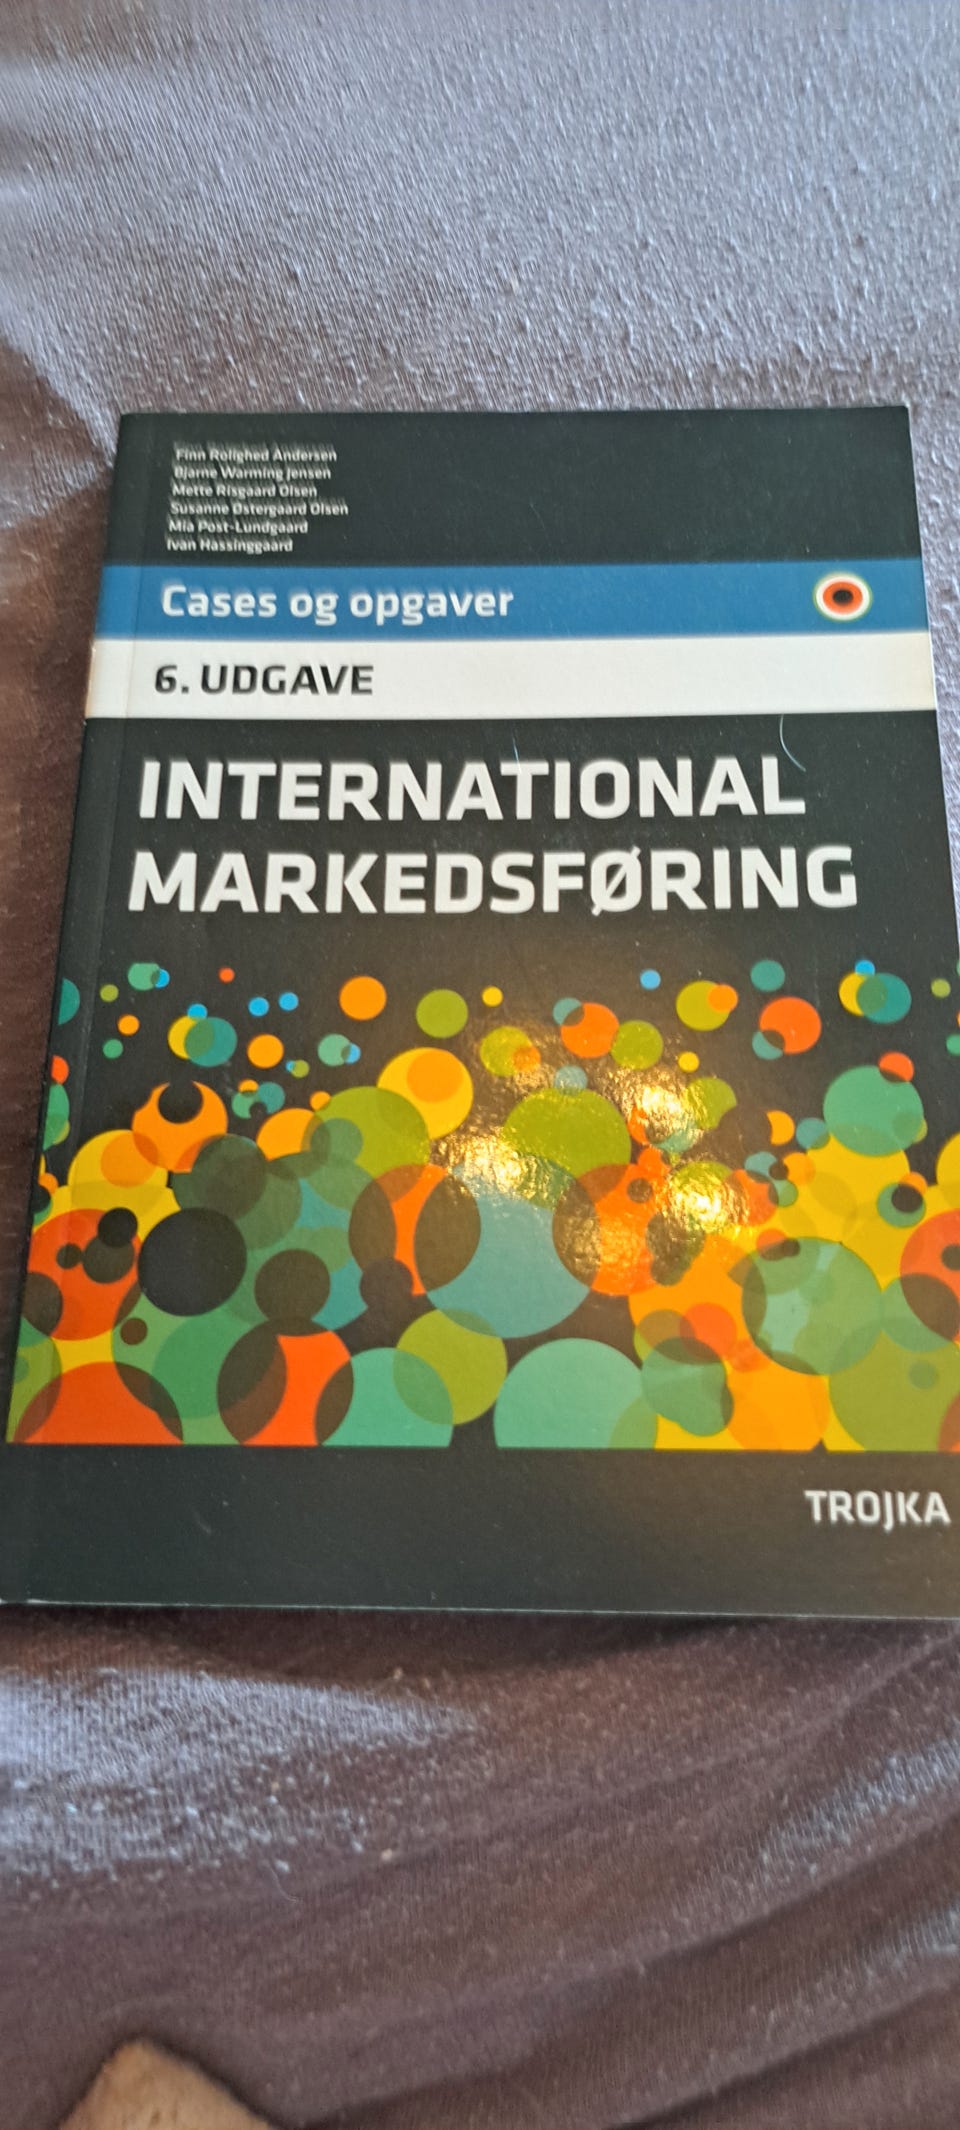 Finn Rolighed Andersen
Bjarne Warming Jensen
Mette Risgaard Olsen
Susanne Østergaard Olsen
Mia Post-Lundgaard
Ivan Hassinggaard
Cases og opgaver
6. UDGAVE
INTERNATIONAL
MARKEDSFØRING
TROJKA